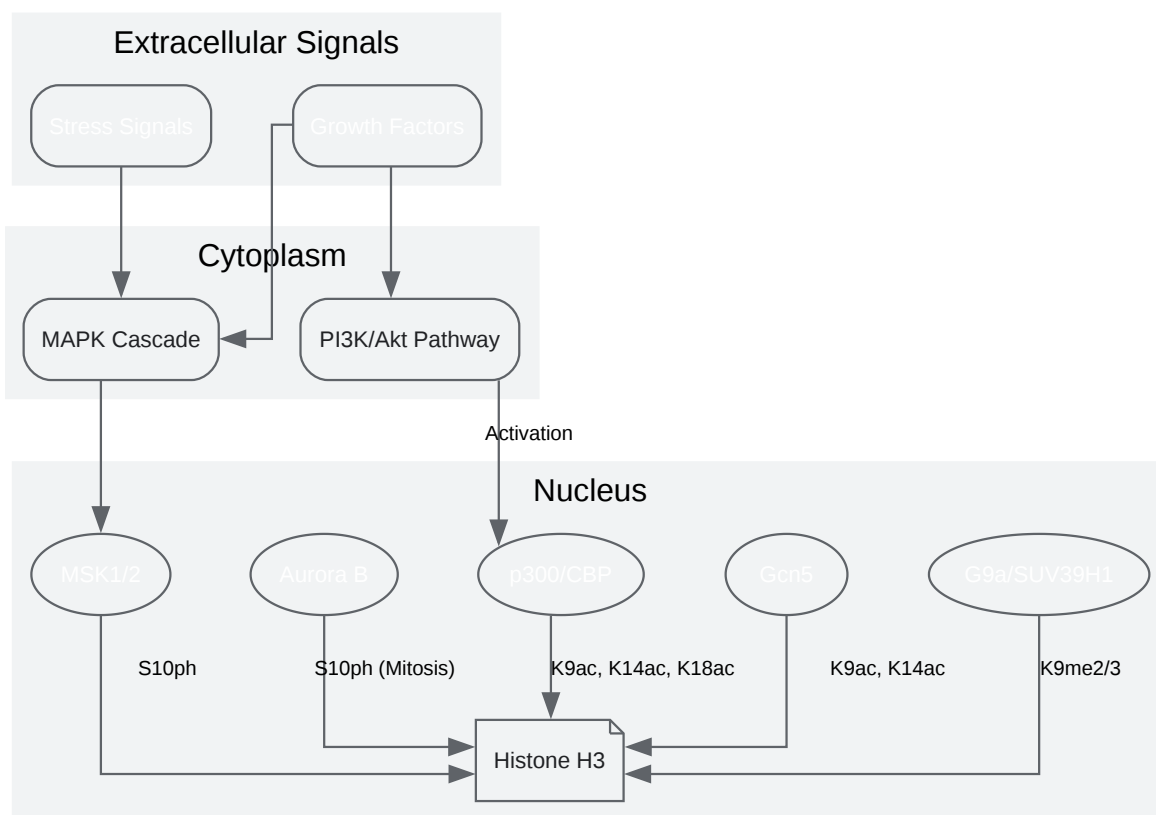 Extracellular Signals
Stress Signals
Growth Factors
Cytoplasm
MAPK Cascade
PI3K/Akt Pathway
Activation
Nucleus
MSK1/2
Aurora B
p300/CBP
Gcn5
G9a/SUV39H1
S10ph
S10ph (Mitosis)
K9ac, K14ac, K18ac
K9ac, K14ac
K9me2/3
Histone H3